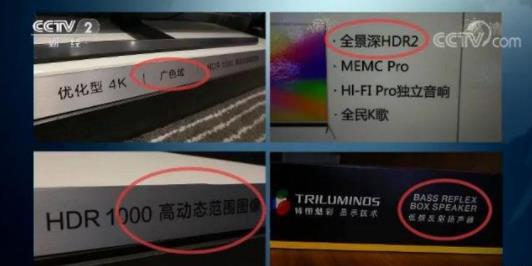 CCTV 2
财经
CCTV.com
优化型 4K
广色域
HDR 1000
· 全景深HDR2
· MEMC Pro
· HI-FI Pro独立音响
· 全民K歌
HDR 1000 高动态范围图像
TRILUMINOS
特丽魅彩 显示技术
BASS REFLEX
BOX SPEAKER
低频反射扬声器